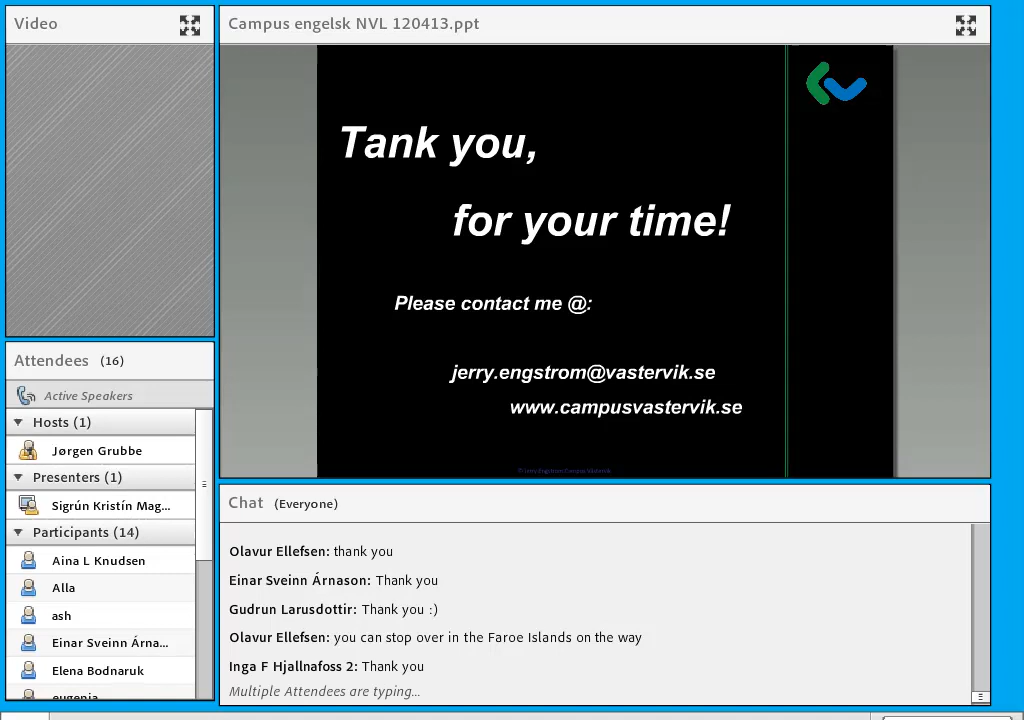 Video
Campus engelsk NVL 120413.ppt
Tank you,
for your time!
Please contact me @:
jerry.engstrom@vastervik.se
www.campusvastervik.se
Attendees (16)
Active Speakers
Hosts (1)
Jørgen Grubbe
Presenters (1)
Sigrún Kristín Mag...
Participants (14)
Aina L Knudsen
Alla
ash
Einar Sveinn Árna...
Elena Bodnaruk
eugenia
Chat (Everyone)
Olavur Ellefsen: thank you
Einar Sveinn Árnason: Thank you
Gudrun Larusdottir: Thank you :)
Olavur Ellefsen: you can stop over in the Faroe Islands on the way
Inga F Hjallnafoss 2: Thank you
Multiple Attendees are typing...